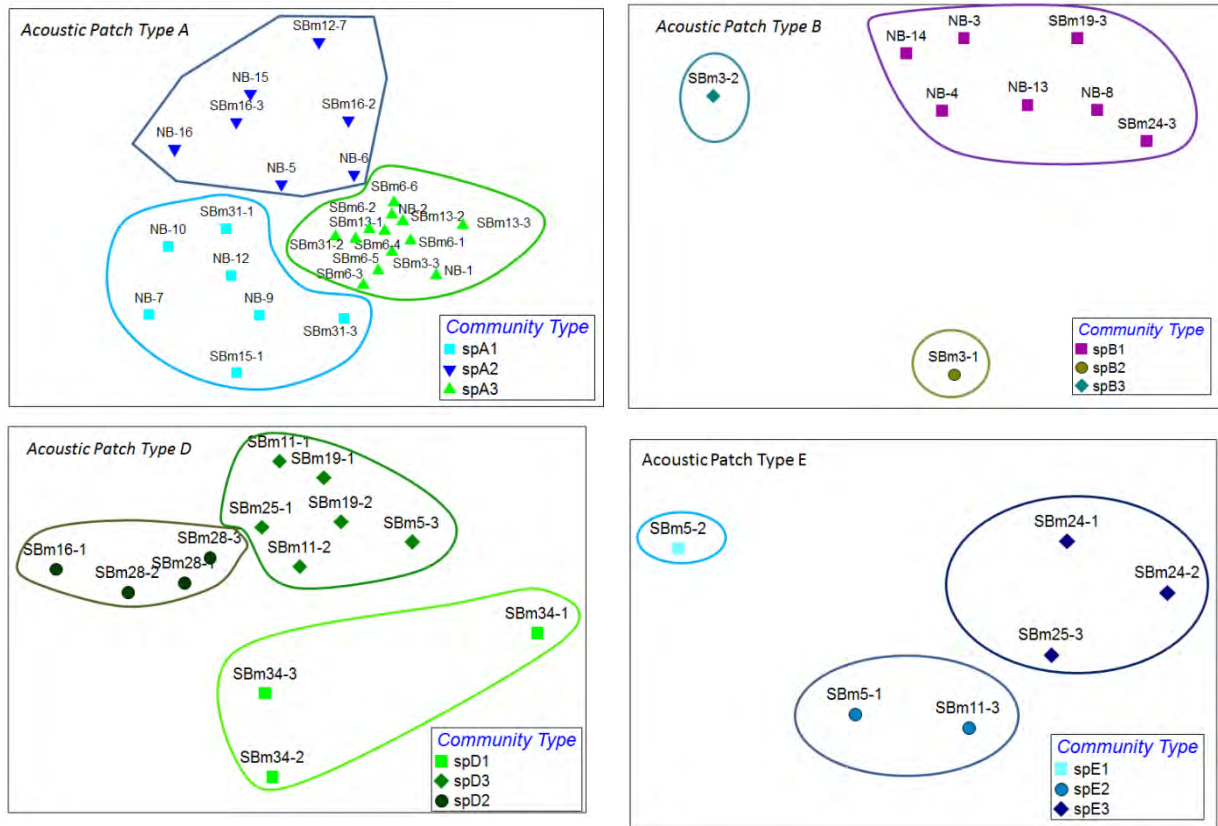 Acoustic Patch Type A
SBm12-7
NB-15
SBm16-3
SBm16-2
NB-16
NB-5
NB-6
SBm6-6
SBm6-2
NB-2
SBm13-1
SBm13-2
SBm13-3
SBm31-2
SBm6-4
SBm6-1
SBm6-5
SBm3-3
SBm6-3
NB-1
SBm31-1
NB-10
NB-12
NB-7
NB-9
SBm31-3
SBm15-1
Community Type
spA1
spA2
spA3
Acoustic Patch Type B
NB-3
SBm19-3
NB-14
SBm3-2
NB-4
NB-13
NB-8
SBm24-3
SBm3-1
Community Type
spB1
spB2
spB3
Acoustic Patch Type D
SBm11-1
SBm19-1
SBm25-1
SBm19-2
SBm5-3
SBm11-2
SBm28-3
SBm16-1
SBm28-1
SBm28-2
SBm34-1
SBm34-3
SBm34-2
Community Type
spD1
spD3
spD2
Acoustic Patch Type E
SBm5-2
SBm24-1
SBm24-2
SBm25-3
SBm5-1
SBm11-3
Community Type
spE1
spE2
spE3